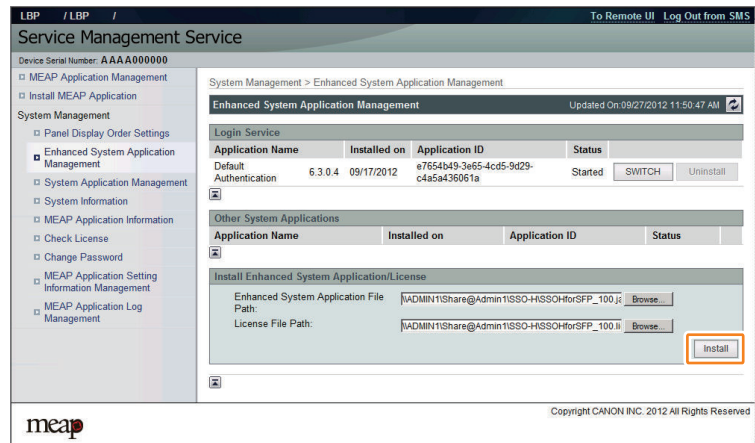 LBP / LBP /
To Remote UI Log Out from SMS
Service Management Service
Device Serial Number: AAAA000000
MEAP Application Management
Install MEAP Application
System Management
Panel Display Order Settings
Enhanced System Application
Management
System Application Management
System Information
MEAP Application Information
Check License
Change Password
MEAP Application Setting
Information Management
MEAP Application Log
Management
System Management > Enhanced System Application Management
Enhanced System Application Management
Updated On:09/27/2012 11:50:47 AM
Login Service
Application Name Installed on Application ID Status
Default
Authentication 6.3.0.4 09/17/2012 e7654b49-3e65-4cd5-9d29-
c4a5a436061a Started SWITCH Uninstall
Other System Applications
Application Name Installed on Application ID Status
Install Enhanced System Application/License
Enhanced System Application File
Path: \\ADMIN1\Share@Admin1\SSO-H\SSOHforSFP_100.ja Browse...
License File Path: \\ADMIN1\Share@Admin1\SSO-H\SSOHforSFP_100.li Browse...
Install
Copyright CANON INC. 2012 All Rights Reserved
meap